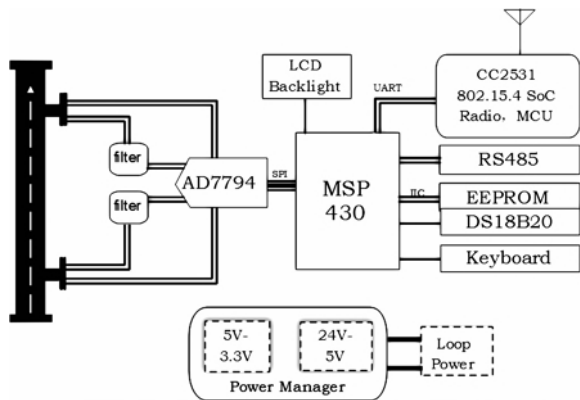 LCD
Backlight
UART
CC2531
802.15.4 SoC
Radio, MCU
filter
AD7794
SPI
MSP
430
RS485
filter
IIC
EEPROM
DS18B20
Keyboard
5V-
3.3V
24V-
5V
Loop
Power
Power Manager